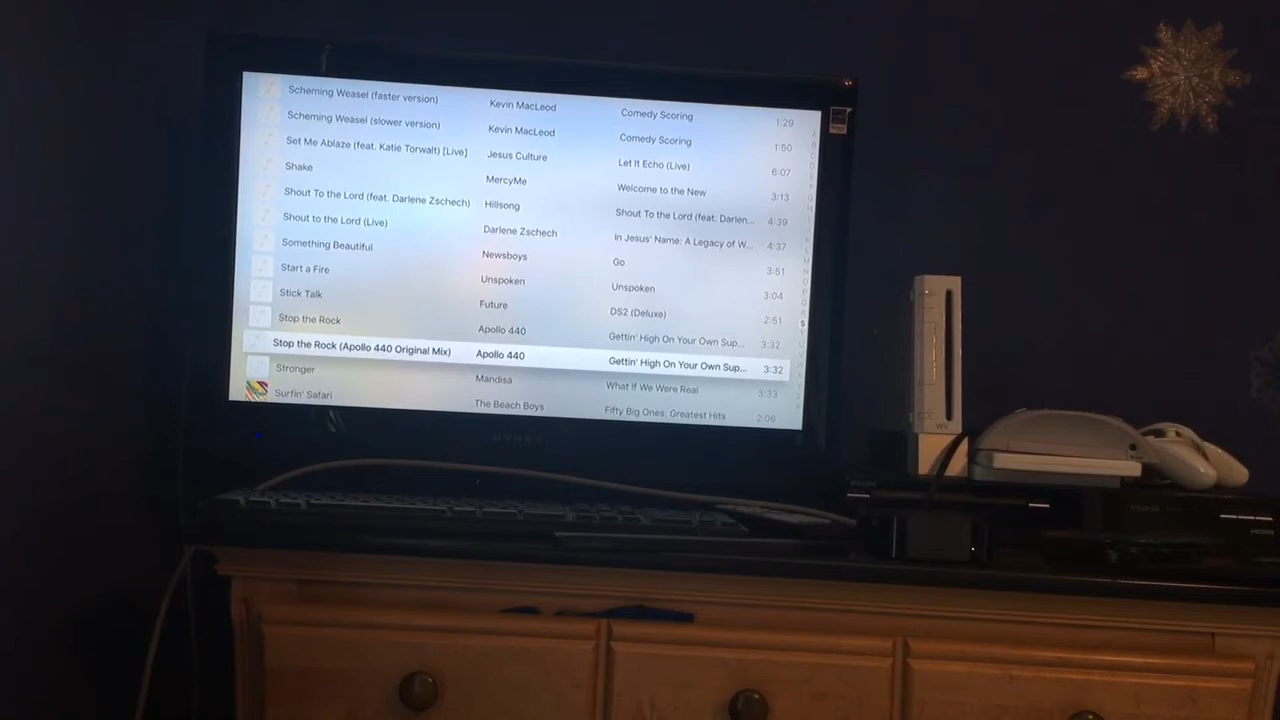 Scheming Weasel (faster version) Kevin MacLeod Comedy Scoring 1:29
Scheming Weasel (slower version) Kevin MacLeod Comedy Scoring 1:50
Set Me Ablaze (feat. Katie Torwalt) [Live] Jesus Culture Let It Echo (Live) 6:07
Shake MercyMe Welcome to the New 3:13
Shout To the Lord (feat. Darlene Zschech) Hillsong Shout To the Lord (feat. Darlen... 4:39
Shout to the Lord (Live) Darlene Zschech In Jesus' Name: A Legacy of W... 4:37
Something Beautiful Newsboys Go 3:51
Start a Fire Unspoken Unspoken 3:04
Stick Talk Future DS2 (Deluxe) 2:51
Stop the Rock Apollo 440 Gettin' High On Your Own Sup... 3:32
Stop the Rock (Apollo 440 Original Mix) Apollo 440 Gettin' High On Your Own Sup... 3:32
Stronger Mandisa What If We Were Real 3:33
Surfin' Safari The Beach Boys Fifty Big Ones: Greatest Hits 2:06
S
Wii
HDMI